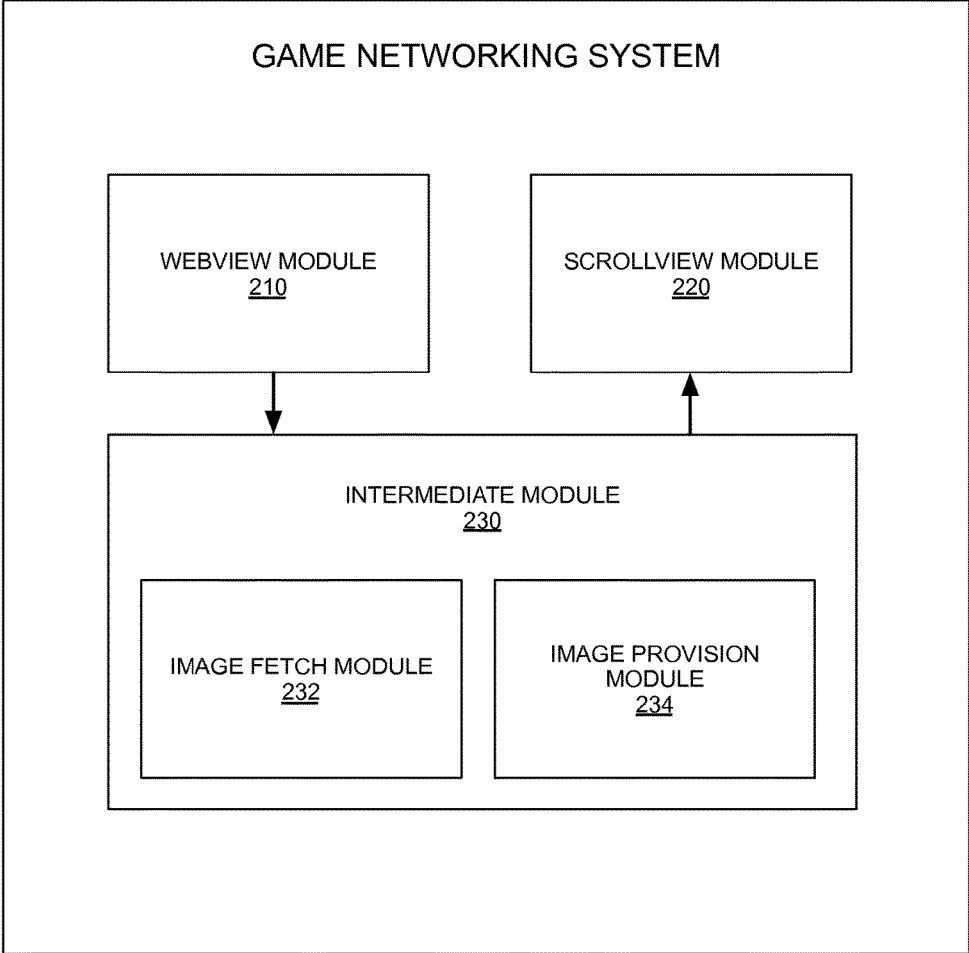 GAME NETWORKING SYSTEM
WEBVIEW MODULE
210
SCROLLVIEW MODULE
220
INTERMEDIATE MODULE
230
IMAGE FETCH MODULE
232
IMAGE PROVISION
MODULE
234